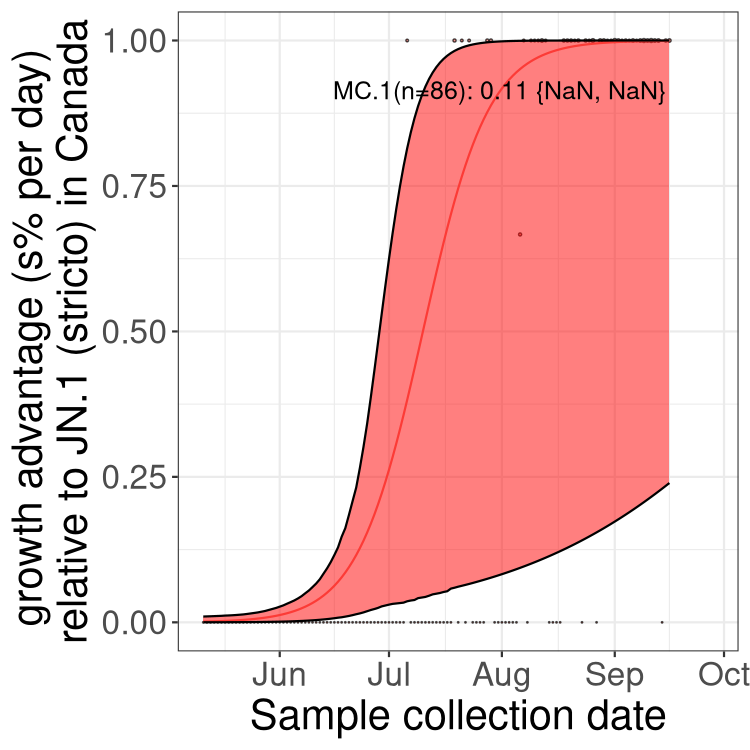 growth advantage (s% per day)
relative to JN.1 (stricto) in Canada
1.00
0.75
0.50
0.25
0.00
MC.1(n=86): 0.11 {NaN, NaN}
Jun Jul Aug Sep Oct
Sample collection date